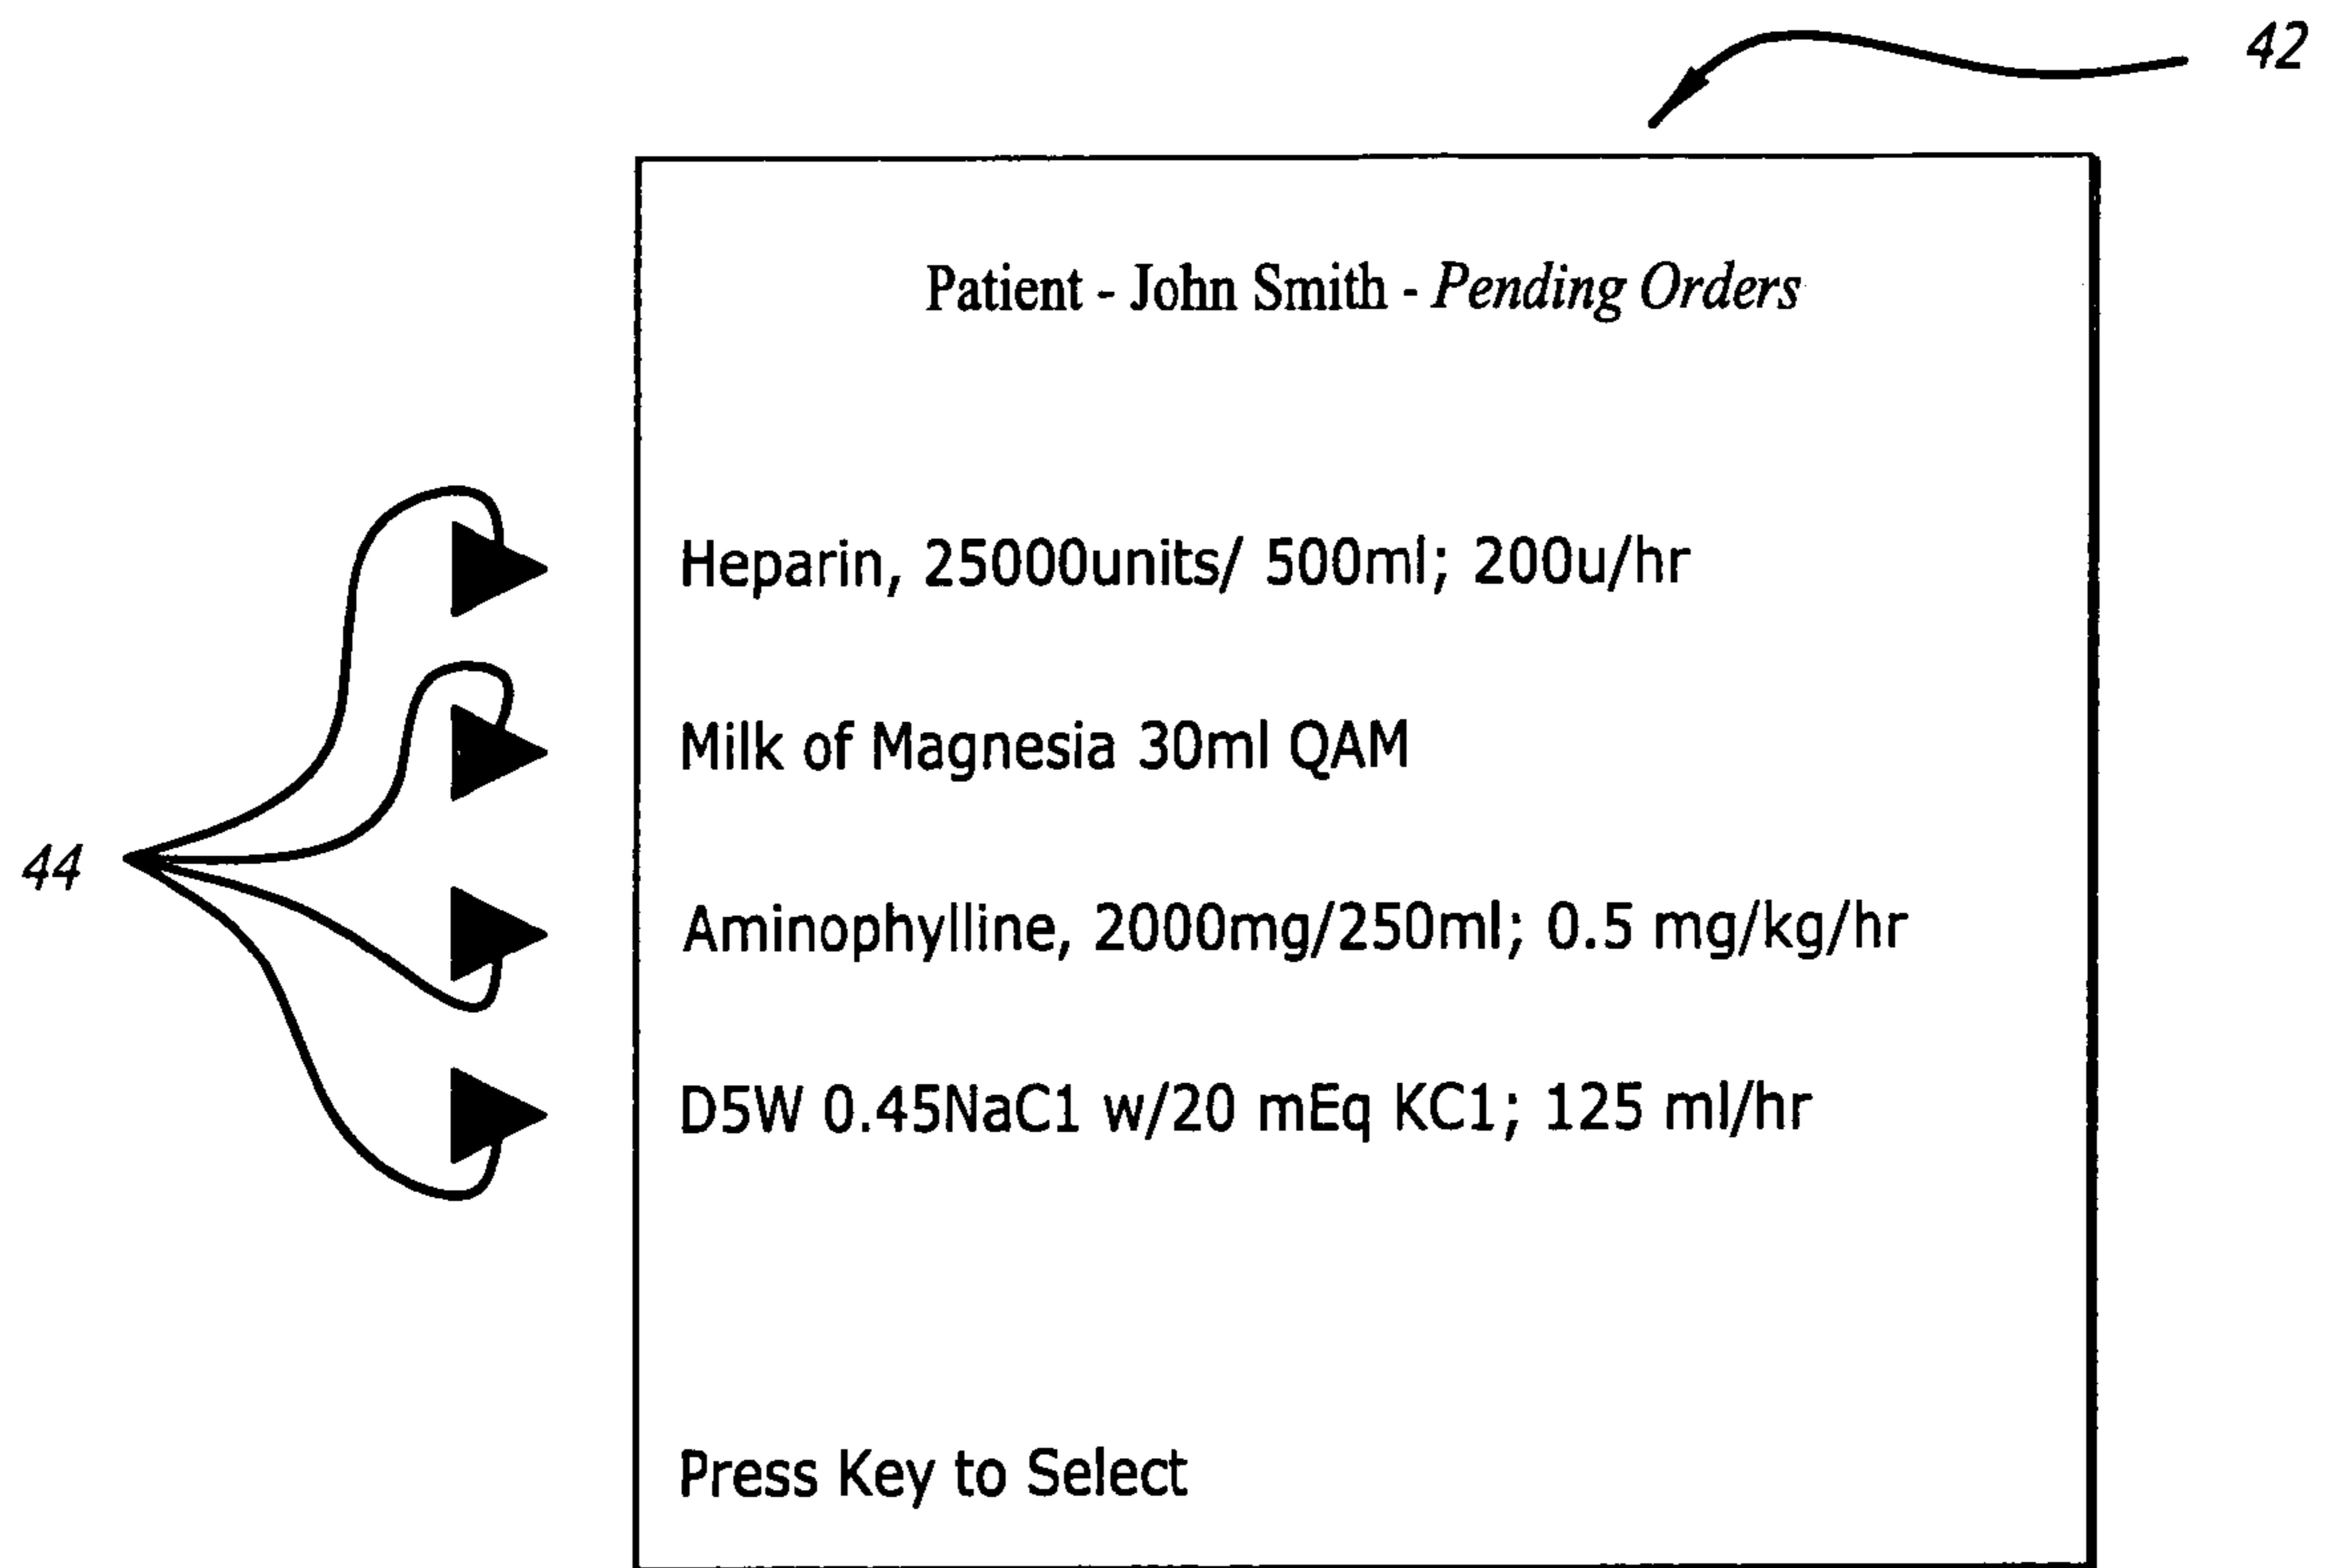 42
Patient - John Smith - Pending Orders
Heparin, 25000units/ 500ml; 200u/hr
Milk of Magnesia 30ml QAM
44
Aminophylline, 2000mg/250ml; 0.5 mg/kg/hr
D5W 0.45NaC1 w/20 mEq KC1; 125 ml/hr
Press Key to Select